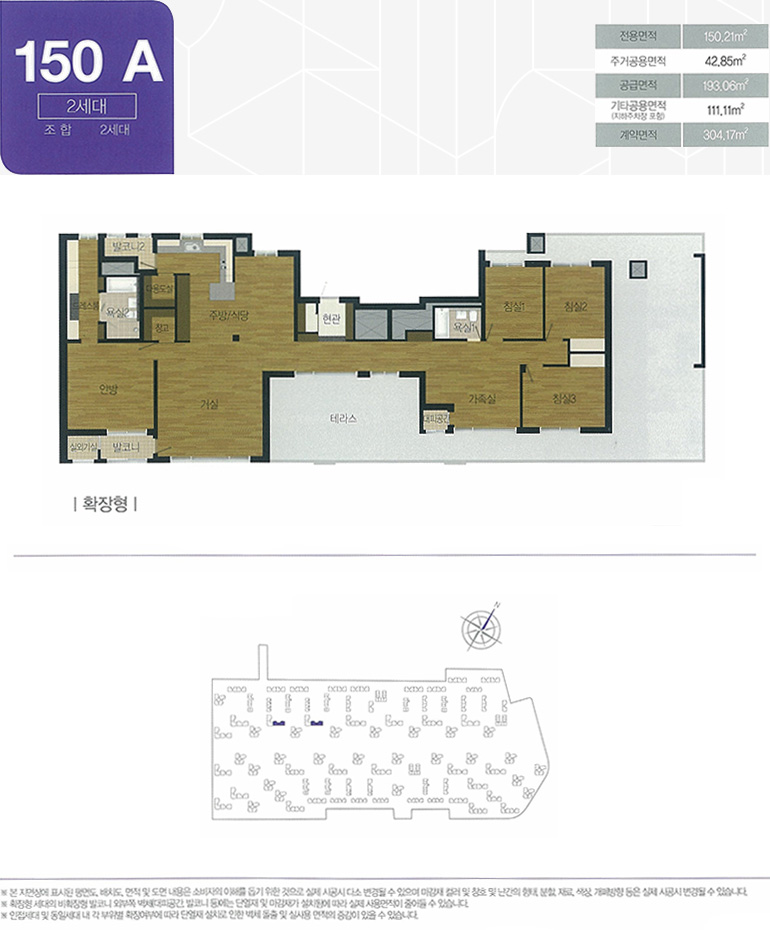 150 A
2세대
조 합 2세대
전용면적 150.21m²
주거공용면적 42.85m²
공급면적 193.06m²
기타공용면적 111.11m²
(지하주차장 포함)
계약면적 304.17m²
발코니2
드레스룸
욕실2
다용도실
주방/식당
창고
현관
욕실1
침실1
침실2
안방
거실
테라스
대피공간
가족실
침실3
실외기실
발코니
| 확장형 |
N
※ 본 지면상에 표시된 평면도, 배치도, 면적 및 도면 내용은 소비자의 이해를 돕기 위한 것으로 실제 시공시 다소 변경될 수 있으며 마감재 컬러 및 창호 및 난간의 형태, 분할, 재료, 색상, 개폐방향 등은 실제 시공시 변경될 수 있습니다.
※ 확장형 세대의 비확장형 발코니 외부쪽 벽체(대피공간, 발코니 등)에는 단열재 및 마감재가 설치됨에 따라 실제 사용면적이 줄어들 수 있습니다.
※ 인접세대 및 동일세대 내 각 부위별 확장여부에 따라 단열재 설치로 인한 벽체 돌출 및 실사용 면적의 증감이 있을 수 있습니다.